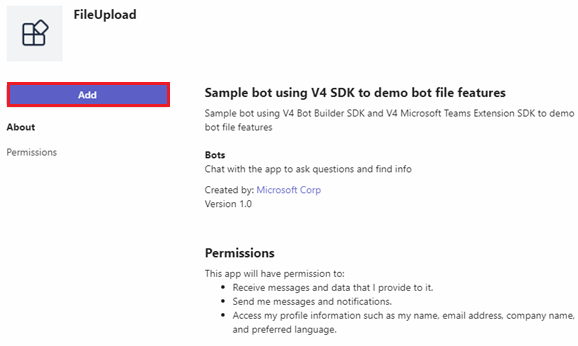 FileUpload
Add
About
Permissions
Sample bot using V4 SDK to demo bot file features
Sample bot using V4 Bot Builder SDK and V4 Microsoft Teams Extension SDK to demo
bot file features
Bots
Chat with the app to ask questions and find info
Created by: Microsoft Corp
Version 1.0
Permissions
This app will have permission to:
• Receive messages and data that I provide to it.
• Send me messages and notifications.
• Access my profile information such as my name, email address, company name,
and preferred language.